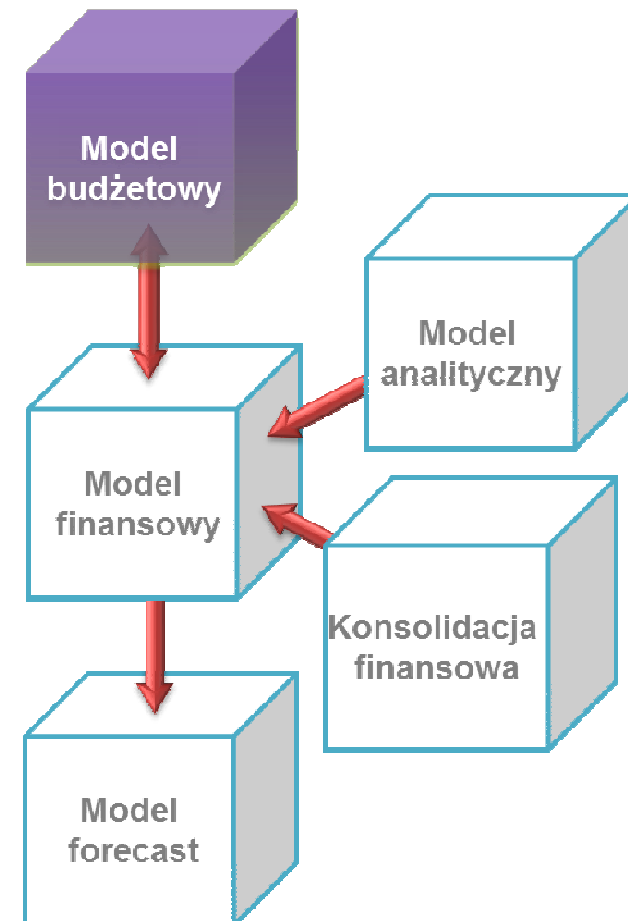 Model
budżetowy
Model
analityczny
Model
finansowy
Konsolidacja
finansowa
Model
forecast